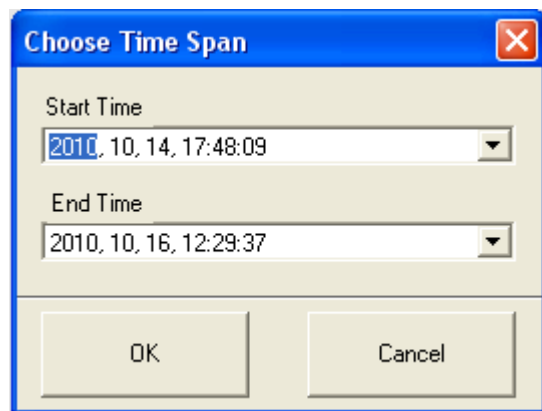 Choose Time Span
Start Time
2010, 10, 14, 17:48:09
End Time
2010, 10, 16, 12:29:37
OK
Cancel